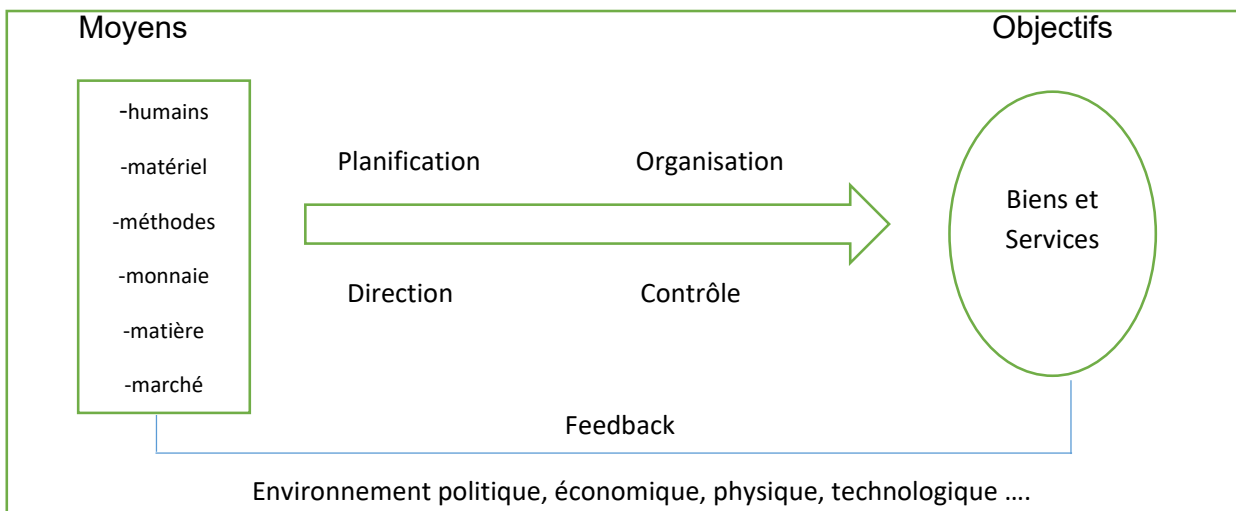 Moyens
Objectifs
-humains
-matériel
-méthodes
-monnaie
-matière
-marché
Planification
Organisation
Direction
Contrôle
Biens et
Services
Feedback
Environnement politique, économique, physique, technologique ....